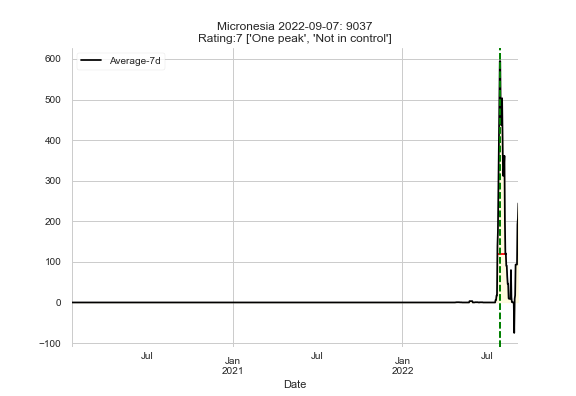 Micronesia 2022-09-07: 9037
Rating:7 ['One peak', 'Not in control']
Average-7d
600
500
400
300
200
100
0
−100
Jul
Jan
2021
Jul
Jan
2022
Jul
Date